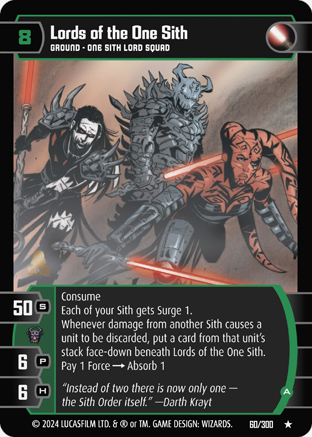 8
Lords of the One Sith
GROUND - ONE SITH LORD SQUAD
50 S
6 P
6 H
Consume
Each of your Sith gets Surge 1.
Whenever damage from another Sith causes a
unit to be discarded, put a card from that unit's
stack face-down beneath Lords of the One Sith.
Pay 1 Force → Absorb 1
"Instead of two there is now only one —
the Sith Order itself." —Darth Krayt
A
© 2024 LUCASFILM LTD. & ® or TM. GAME DESIGN: WIZARDS. 60/300 ★